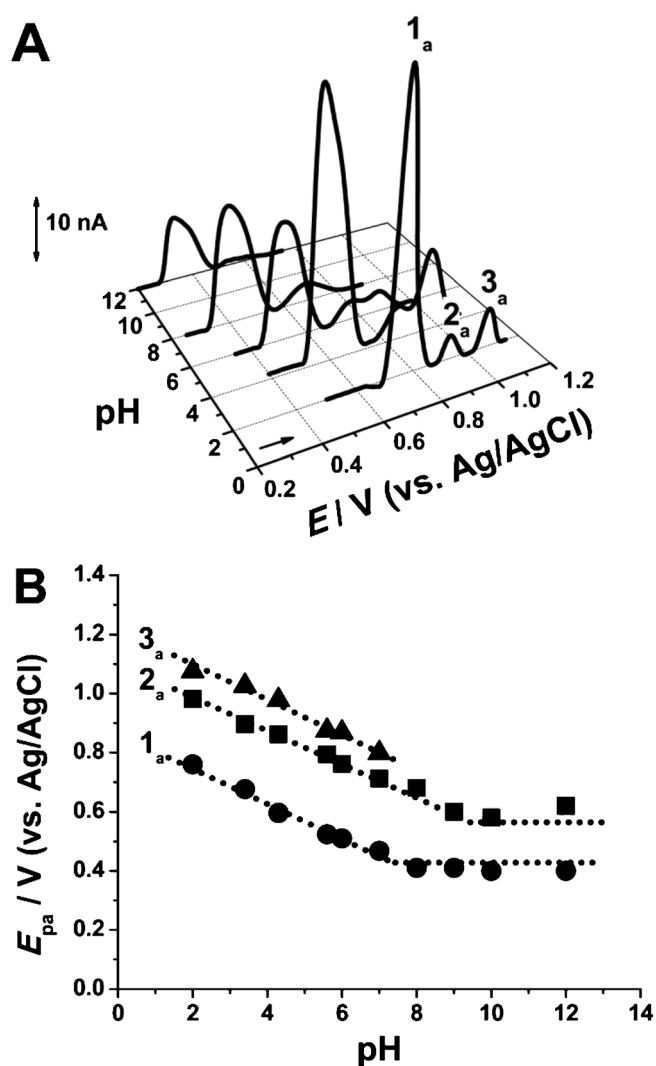 A
1a
10 nA
2a
3a
12
10
8
6
4
2
0
pH
0.2
0.4
0.6
0.8
1.0
1.2
E / V (vs. Ag/AgCl)
B
1.4
1.2
1.0
0.8
0.6
0.4
0.2
0.0
3a
2a
1a
Epa / V (vs. Ag/AgCl)
0 2 4 6 8 10 12 14
pH